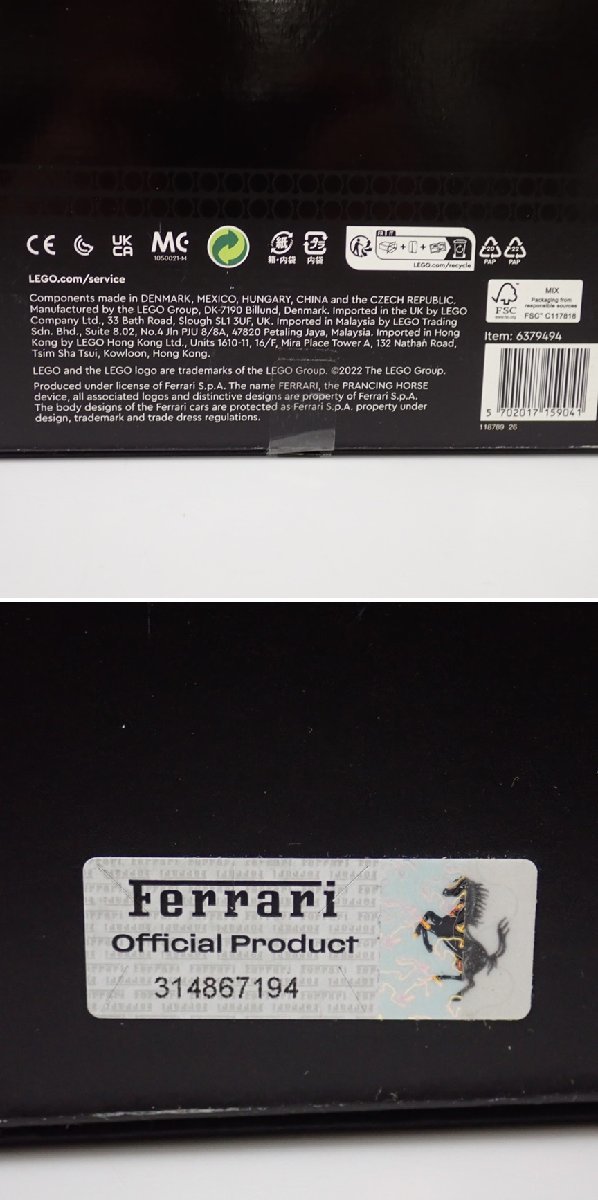 CE
UK
CA
MC
1050021-M
紙
箱・内袋
プラ
内袋
LEGO.com/recycle
20
PAP
22
PAP
LEGO.com/service
Components made in DENMARK, MEXICO, HUNGARY, CHINA and the CZECH REPUBLIC.
Manufactured by the LEGO Group, DK-7190 Billund, Denmark. Imported in the UK by LEGO
Company Ltd., 33 Bath Road, Slough SL1 3UF, UK. Imported in Malaysia by LEGO Trading
Sdn. Bhd., Suite 8.02, No.4 Jln PJU 8/8A, 47820 Petaling Jaya, Malaysia. Imported in Hong
Kong by LEGO Hong Kong Ltd., Units 1610-11, 16/F, Mira Place Tower A, 132 Nathan Road,
Tsim Sha Tsui, Kowloon, Hong Kong.
LEGO and the LEGO logo are trademarks of the LEGO Group. ©2022 The LEGO Group.
Produced under license of Ferrari S.p.A. The name FERRARI, the PRANCING HORSE
device, all associated logos and distinctive designs are property of Ferrari S.p.A.
The body designs of the Ferrari cars are protected as Ferrari S.p.A. property under
design, trademark and trade dress regulations.
FSC
MIX
Packaging from
responsible sources
FSC™ C117818
Item: 6379494
5 702017 159041
118789 26
Ferrari
Official Product
314867194